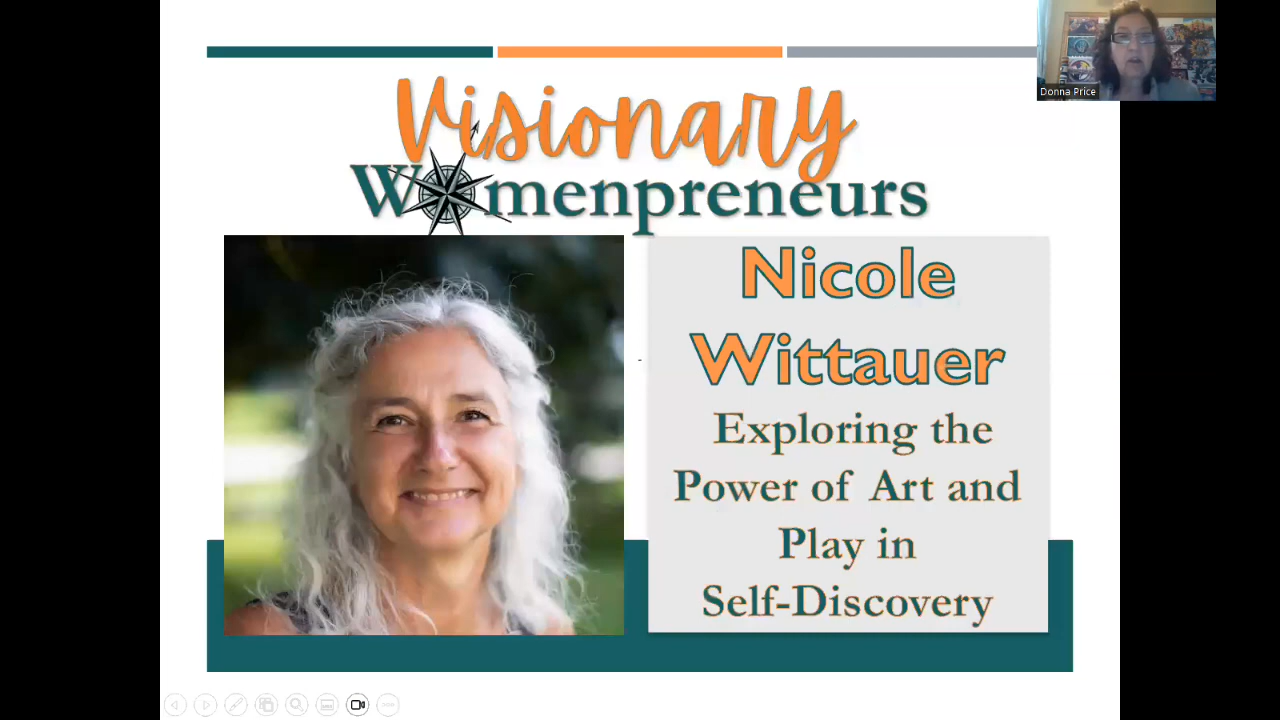 Donna Price
Visionary
Womenpreneurs
Nicole
Wittauer
Exploring the
Power of Art and
Play in
Self-Discovery